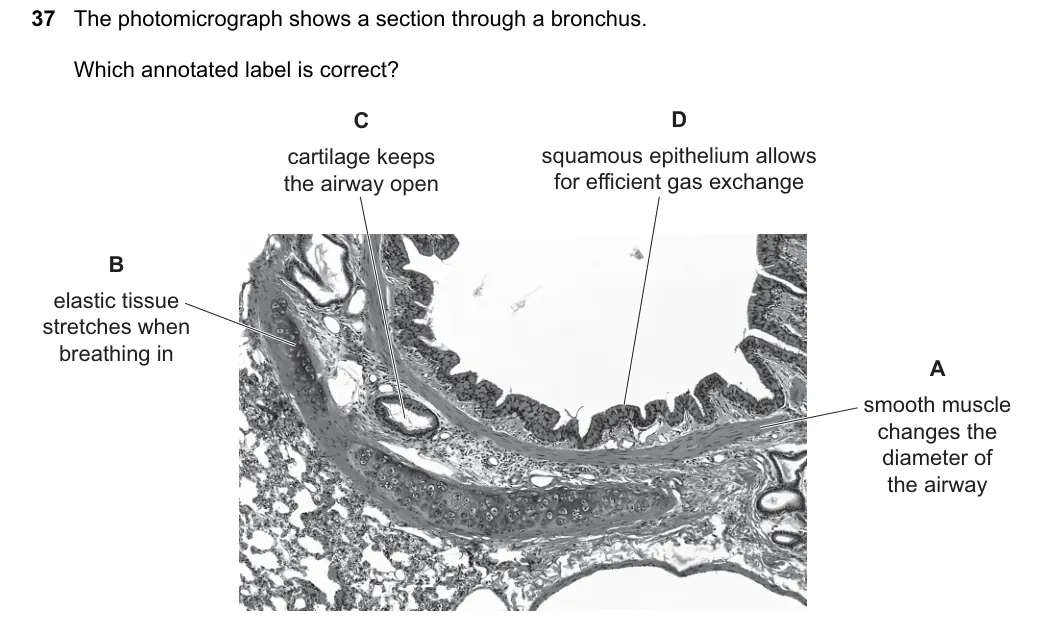 37 The photomicrograph shows a section through a bronchus.
Which annotated label is correct?
C
cartilage keeps
the airway open
D
squamous epithelium allows
for efficient gas exchange
B
elastic tissue
stretches when
breathing in
A
smooth muscle
changes the
diameter of
the airway